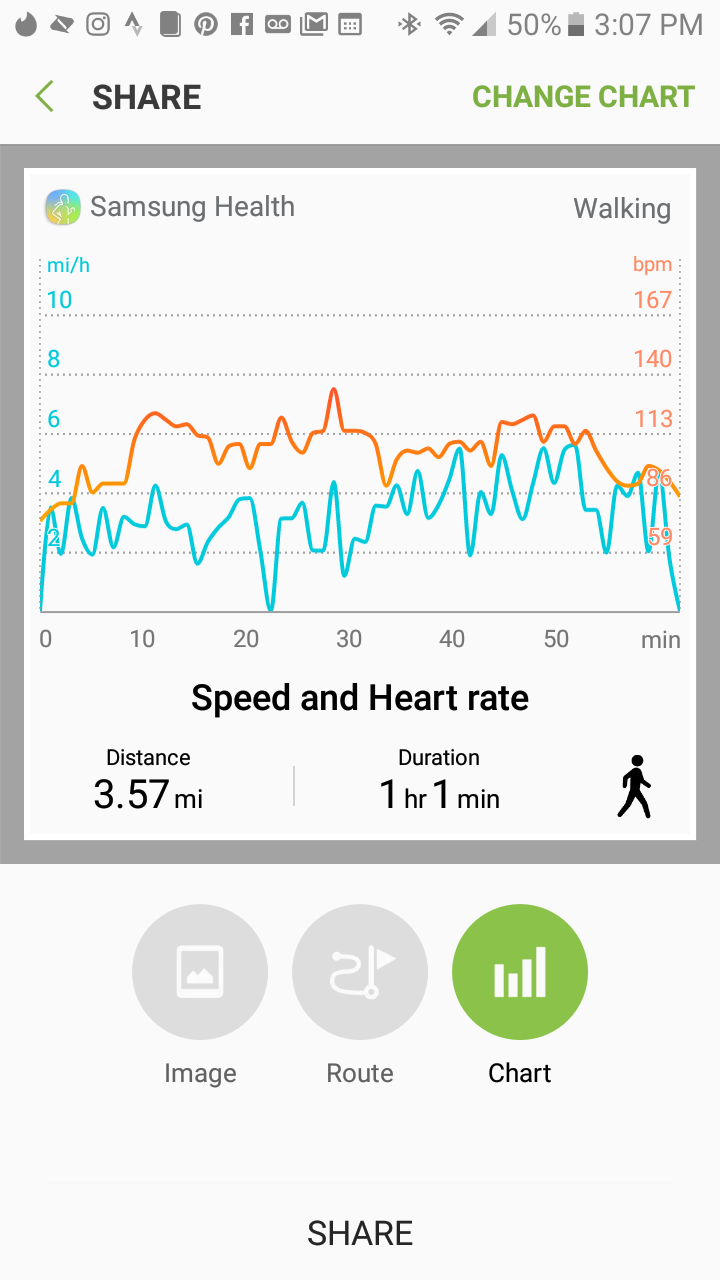 50% 3:07 PM
SHARE CHANGE CHART
Samsung Health Walking
mi/h bpm
10 167
8 140
6 113
4 86
2 59
0 10 20 30 40 50 min
Speed and Heart rate
Distance Duration
3.57 mi 1 hr 1 min
Image Route Chart
SHARE